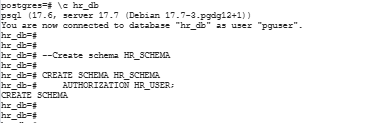 postgres=# \c hr_db
psql (17.6, server 17.7 (Debian 17.7-3.pgdg12+1))
You are now connected to database "hr_db" as user "pguser".
hr_db=#
hr_db=#
hr_db=# --Create schema HR_SCHEMA
hr_db=#
hr_db=# CREATE SCHEMA HR_SCHEMA
hr_db-#     AUTHORIZATION HR_USER;
CREATE SCHEMA
hr_db=#
hr_db=#